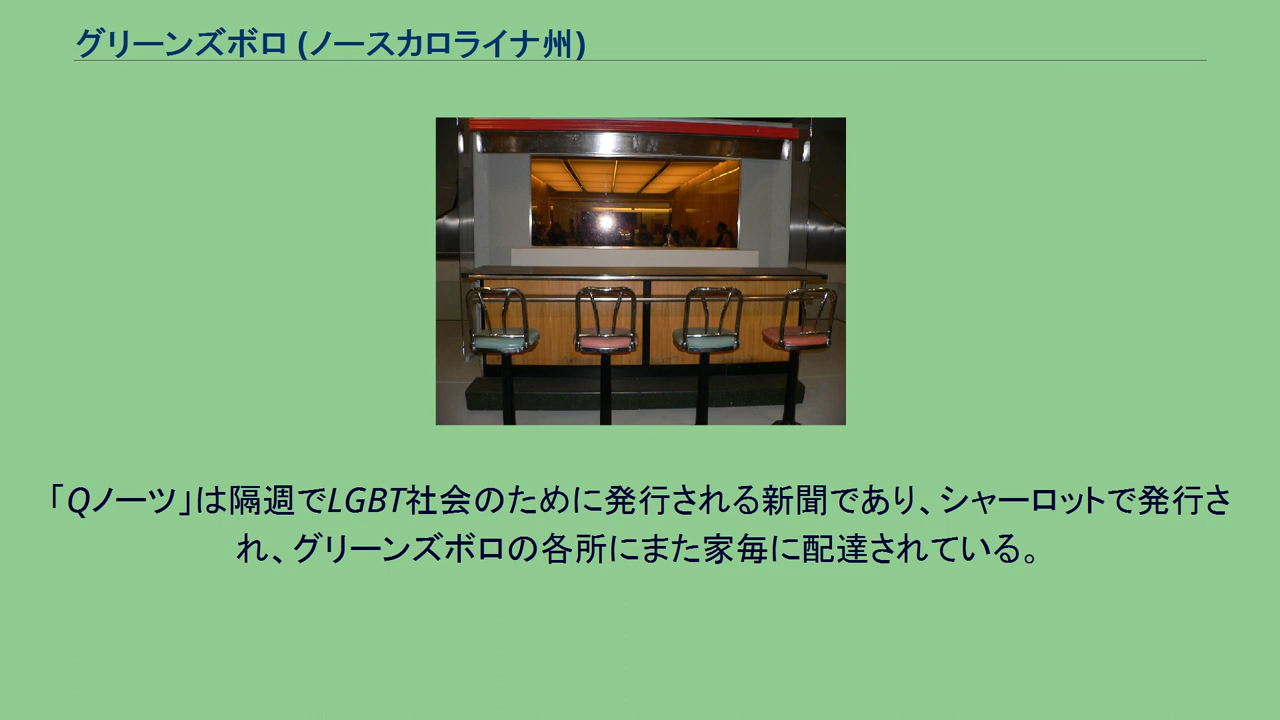 グリーンズボロ (ノースカロライナ州)
「Qノーツ」は隔週でLGBT社会のために発行される新聞であり、シャーロットで発行さ
れ、グリーンズボロの各所にまた家毎に配達されている。